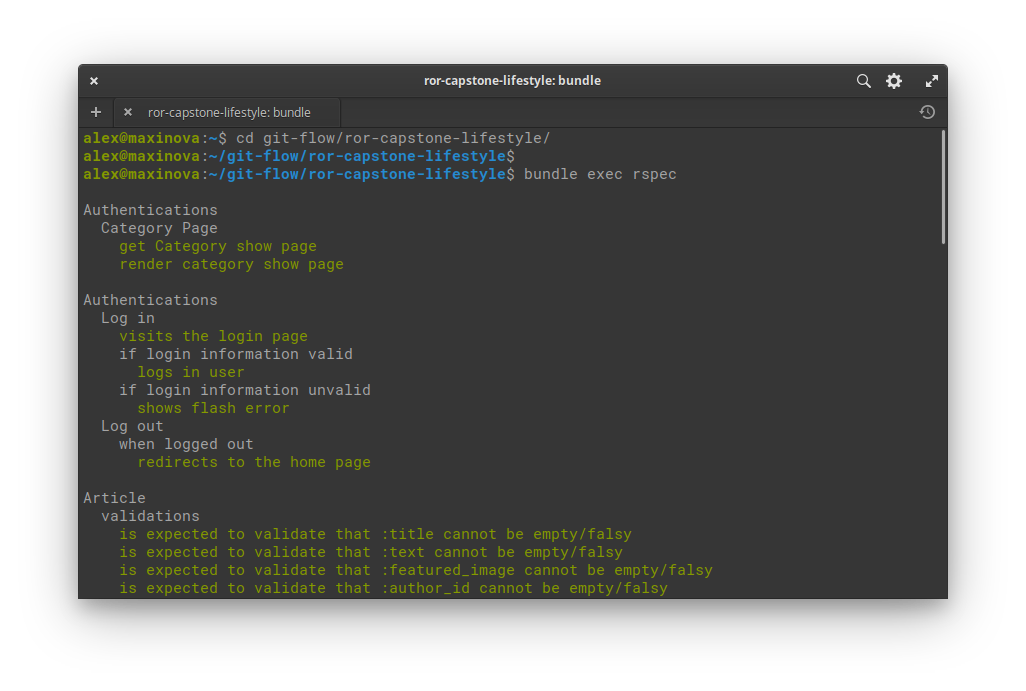 ror-capstone-lifestyle: bundle
ror-capstone-lifestyle: bundle
alex@maxinova:~$ cd git-flow/ror-capstone-lifestyle/
alex@maxinova:~/git-flow/ror-capstone-lifestyle$
alex@maxinova:~/git-flow/ror-capstone-lifestyle$ bundle exec rspec
Authentications
Category Page
get Category show page
render category show page
Authentications
Log in
visits the login page
if login information valid
logs in user
if login information unvalid
shows flash error
Log out
when logged out
redirects to the home page
Article
validations
is expected to validate that :title cannot be empty/falsy
is expected to validate that :text cannot be empty/falsy
is expected to validate that :featured_image cannot be empty/falsy
is expected to validate that :author_id cannot be empty/falsy